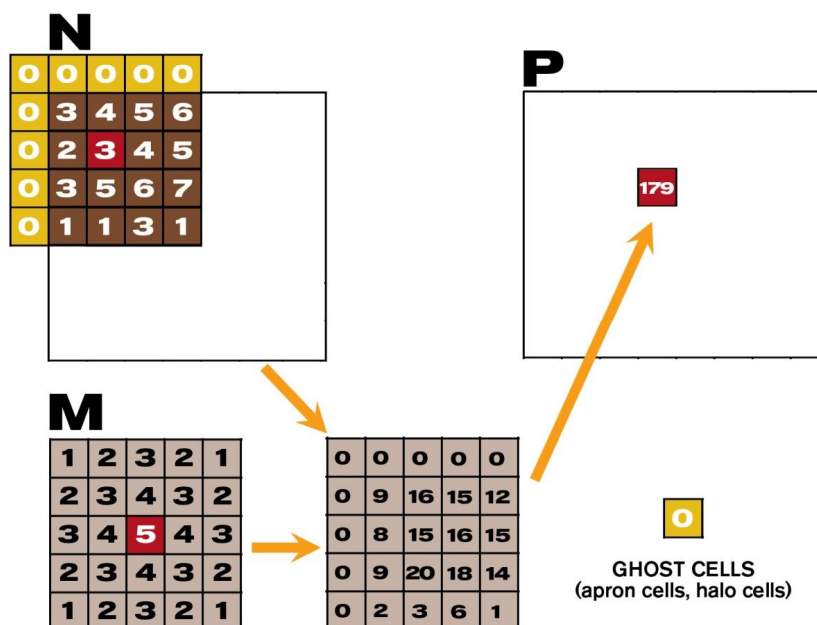 N
0 0 0 0 0
0 3 4 5 6
0 2 3 4 5
0 3 5 6 7
0 1 1 3 1
P
179
M
1 2 3 2 1
2 3 4 3 2
3 4 5 4 3
2 3 4 3 2
1 2 3 2 1
0 0 0 0 0
0 9 16 15 12
0 8 15 16 15
0 9 20 18 14
0 2 3 6 1
0
GHOST CELLS
(apron cells, halo cells)